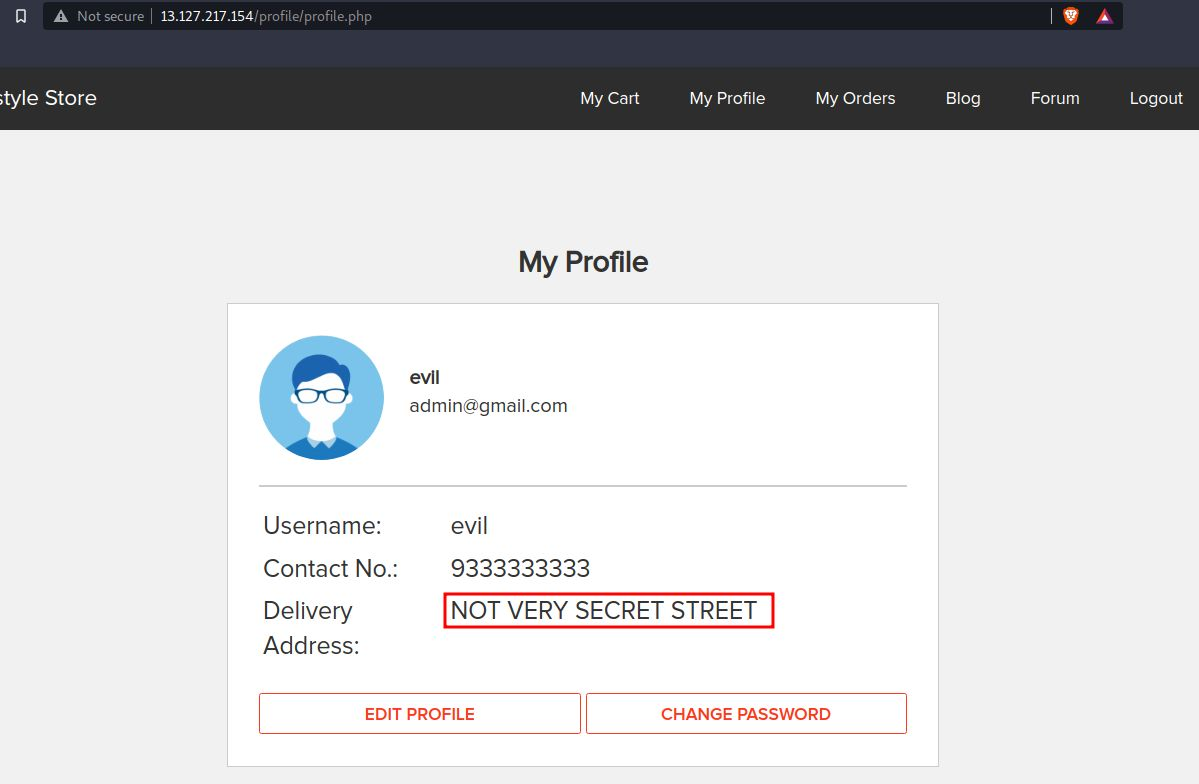 Not secure 13.127.217.154/profile/profile.php
style Store My Cart My Profile My Orders Blog Forum Logout
My Profile
evil
admin@gmail.com
Username: evil
Contact No.: 9333333333
Delivery NOT VERY SECRET STREET
Address:
EDIT PROFILE CHANGE PASSWORD